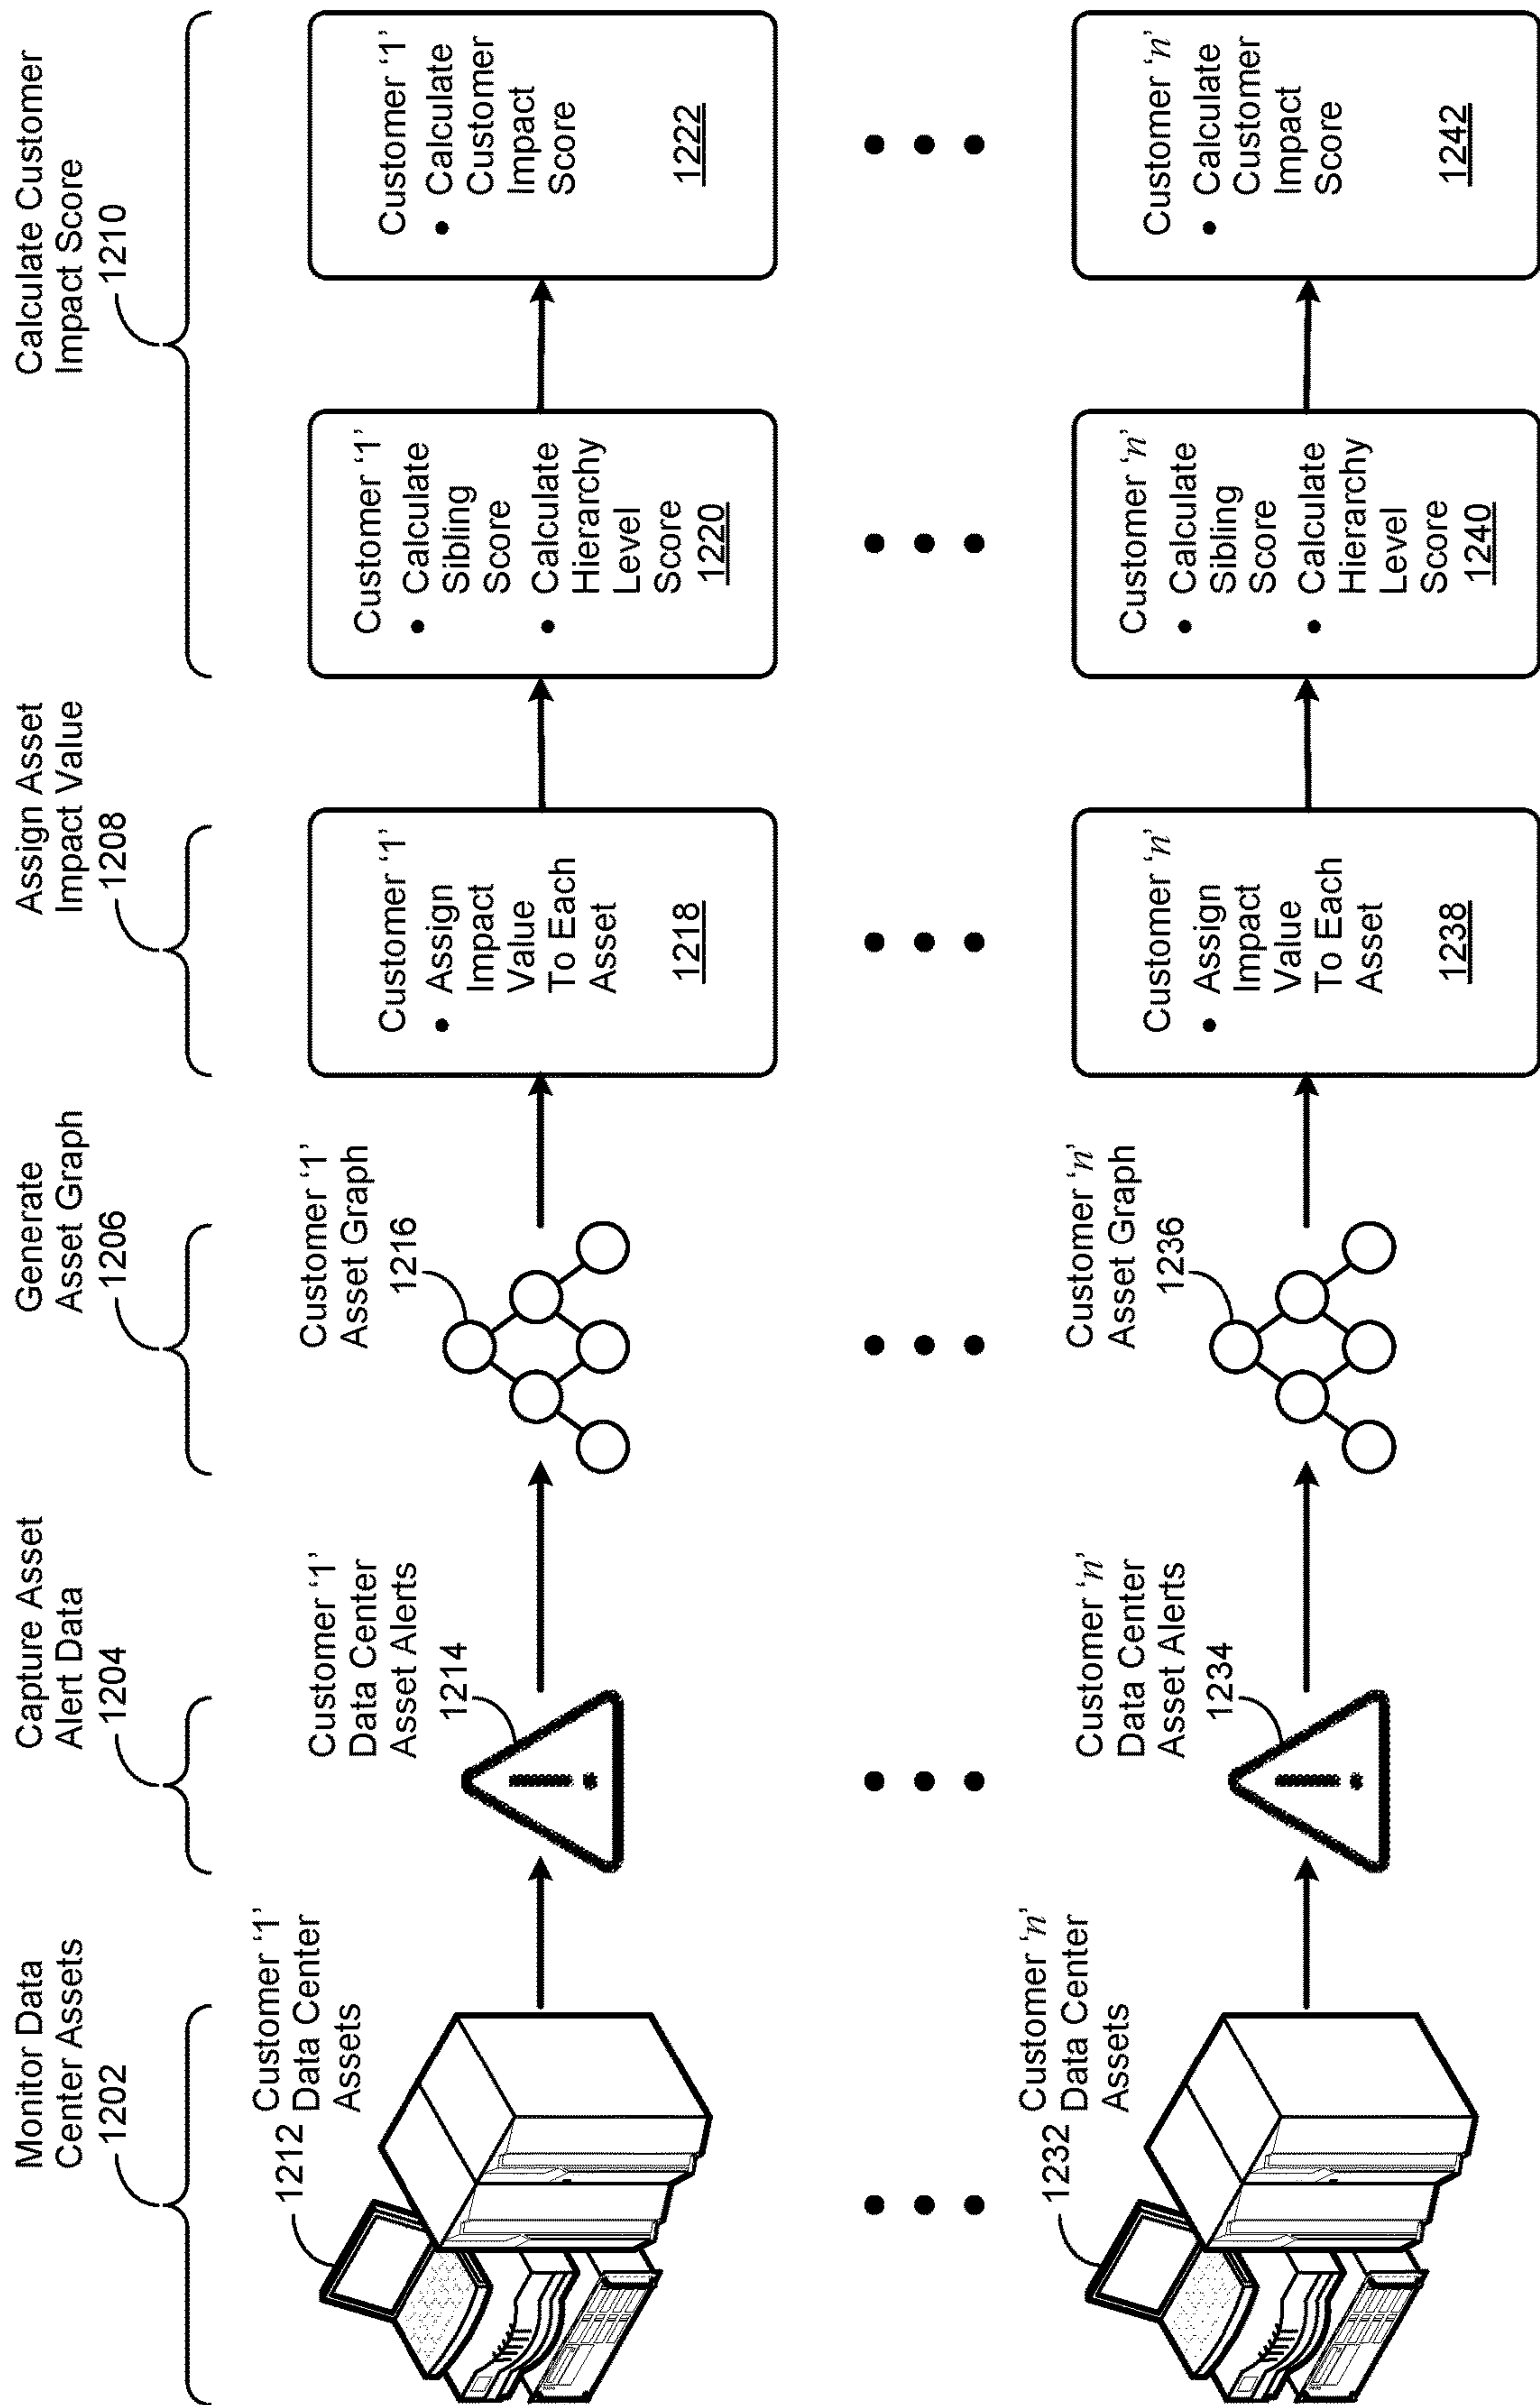 Monitor Data
Center Assets
1202
Capture Asset
Alert Data
1204
Generate
Asset Graph
1206
Assign Asset
Impact Value
1208
Calculate Customer
Impact Score
1210
1212
Customer ‘1’
Data Center
Assets
Customer ‘1’
Data Center
Asset Alerts
1214
Customer ‘1’
Asset Graph
1216
Customer ‘1’
• Assign
Impact
Value
To Each
Asset
1218
Customer ‘1’
• Calculate
Sibling
Score
• Calculate
Hierarchy
Level
Score
1220
Customer ‘1’
• Calculate
Customer
Impact
Score
1222
1232
Customer ‘n’
Data Center
Assets
Customer ‘n’
Data Center
Asset Alerts
1234
Customer ‘n’
Asset Graph
1236
Customer ‘n’
• Assign
Impact
Value
To Each
Asset
1238
Customer ‘n’
• Calculate
Sibling
Score
• Calculate
Hierarchy
Level
Score
1240
Customer ‘n’
• Calculate
Customer
Impact
Score
1242